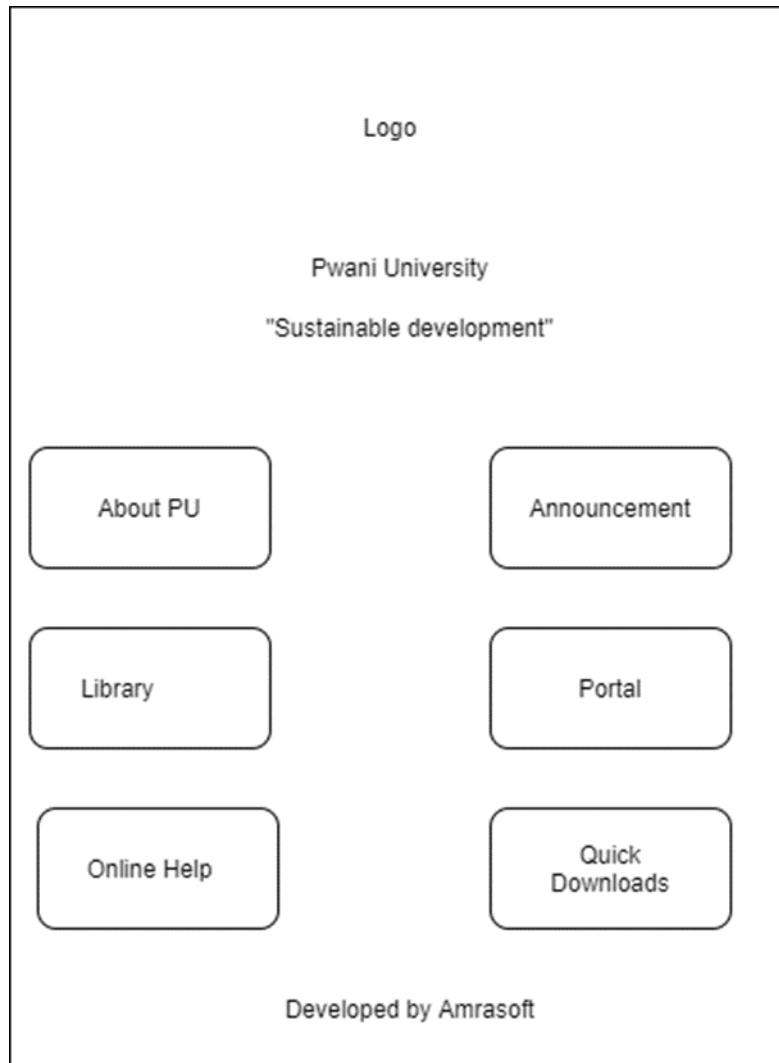 Logo
Pwani University
"Sustainable development"
About PU
Announcement
Library
Portal
Online Help
Quick
Downloads
Developed by Amrasoft